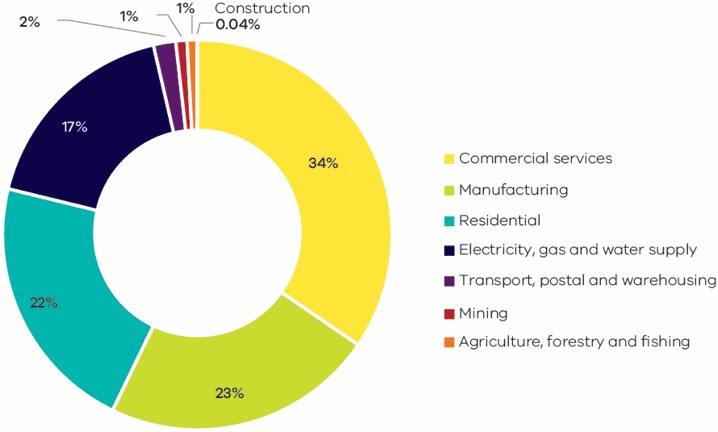 2%
1%
1%
Construction
0.04%
34%
17%
22%
23%
Commercial services
Manufacturing
Residential
Electricity, gas and water supply
Transport, postal and warehousing
Mining
Agriculture, forestry and fishing